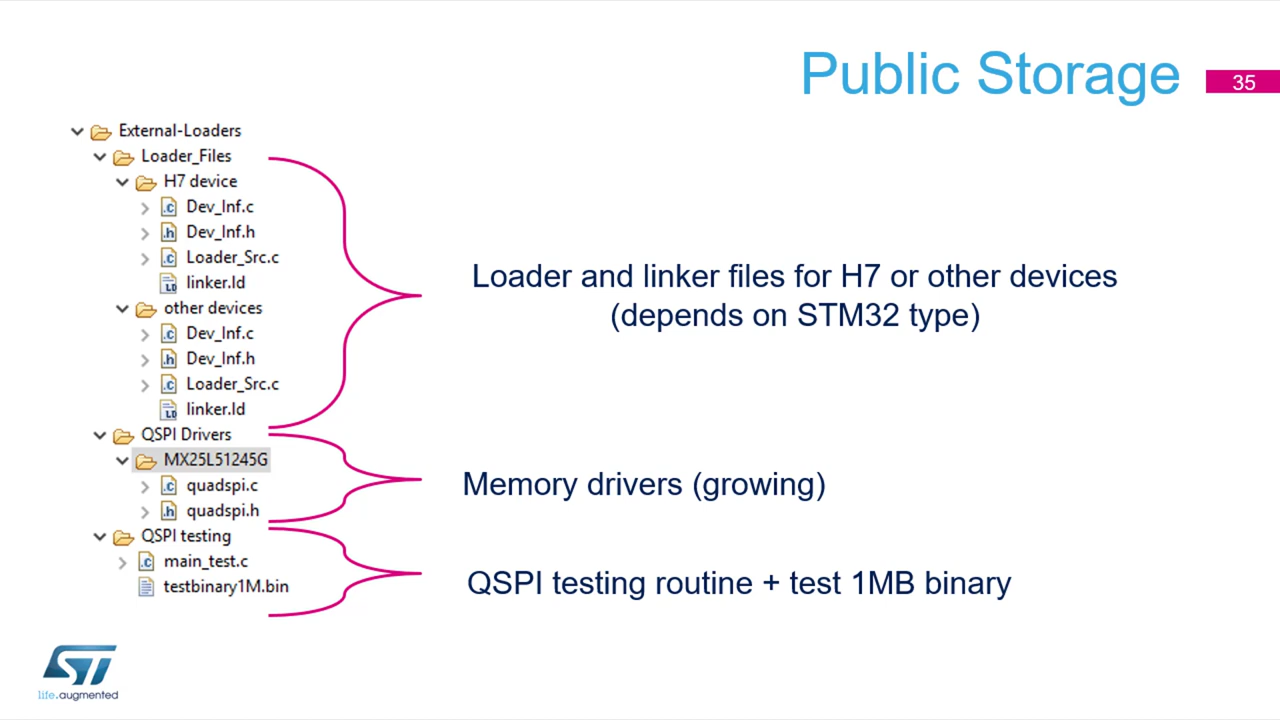 Public Storage
35
External-Loaders
Loader_Files
H7 device
Dev_Inf.c
Dev_Inf.h
Loader_Src.c
linker.ld
other devices
Dev_Inf.c
Dev_Inf.h
Loader_Src.c
linker.ld
QSPI Drivers
MX25L51245G
quadspi.c
quadspi.h
QSPI testing
main_test.c
testbinary1M.bin
Loader and linker files for H7 or other devices
(depends on STM32 type)
Memory drivers (growing)
QSPI testing routine + test 1MB binary
ST
life.augmented